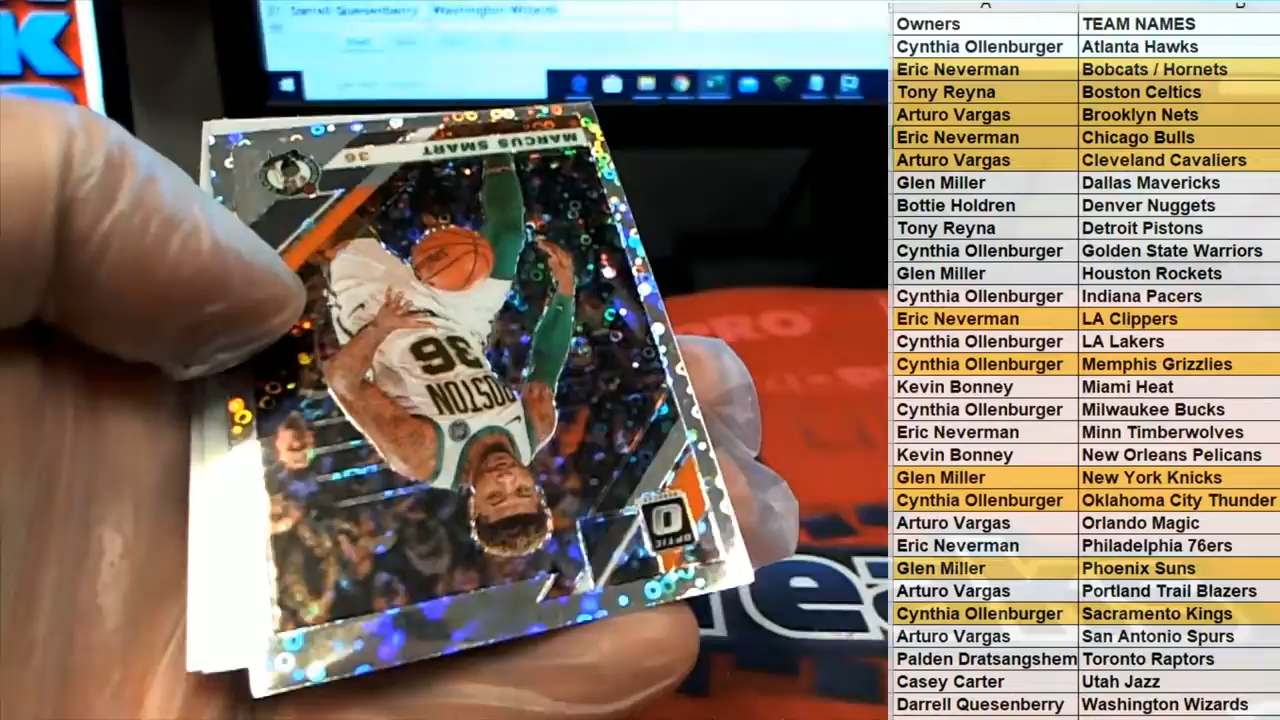 Owners TEAM NAMES
Cynthia Ollenburger Atlanta Hawks
Eric Neverman Bobcats / Hornets
Tony Reyna Boston Celtics
Arturo Vargas Brooklyn Nets
Eric Neverman Chicago Bulls
Arturo Vargas Cleveland Cavaliers
Glen Miller Dallas Mavericks
Bottie Holdren Denver Nuggets
Tony Reyna Detroit Pistons
Cynthia Ollenburger Golden State Warriors
Glen Miller Houston Rockets
Cynthia Ollenburger Indiana Pacers
Eric Neverman LA Clippers
Cynthia Ollenburger LA Lakers
Cynthia Ollenburger Memphis Grizzlies
Kevin Bonney Miami Heat
Cynthia Ollenburger Milwaukee Bucks
Eric Neverman Minn Timberwolves
Kevin Bonney New Orleans Pelicans
Glen Miller New York Knicks
Cynthia Ollenburger Oklahoma City Thunder
Arturo Vargas Orlando Magic
Eric Neverman Philadelphia 76ers
Glen Miller Phoenix Suns
Arturo Vargas Portland Trail Blazers
Cynthia Ollenburger Sacramento Kings
Arturo Vargas San Antonio Spurs
Palden Dratsangshem Toronto Raptors
Casey Carter Utah Jazz
Darrell Quesenberry Washington Wizards
MARCUS SMART 36
BOSTON
36
OPTIC
PRO